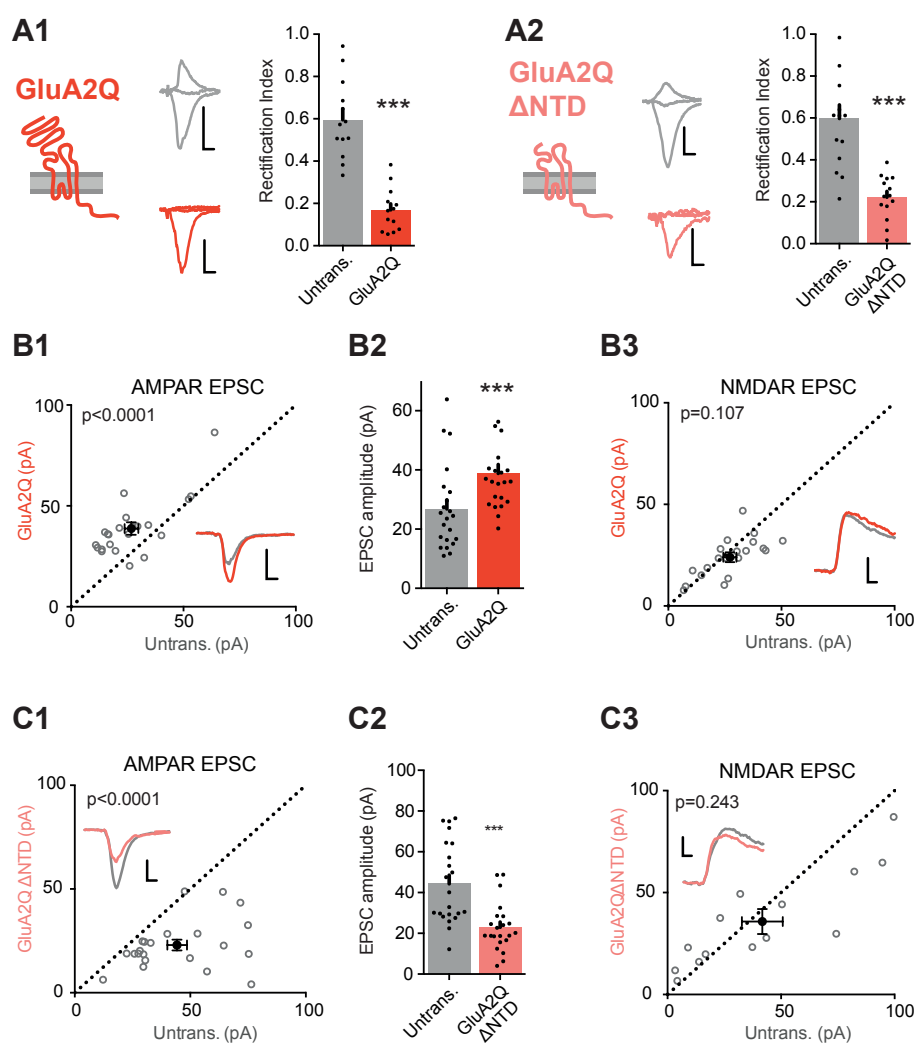 A1
GluA2Q
Rectification Index
1.0
0.8
0.6
0.4
0.2
0.0
***
Untrans.
GluA2Q
A2
GluA2Q
ΔNTD
Rectification Index
1.0
0.8
0.6
0.4
0.2
0.0
***
Untrans.
GluA2Q
ΔNTD
B1
AMPAR EPSC
p<0.0001
GluA2Q (pA)
100
50
0
0
50
100
Untrans. (pA)
B2
EPSC amplitude (pA)
60
40
20
0
***
Untrans.
GluA2Q
B3
NMDAR EPSC
p=0.107
GluA2Q (pA)
100
50
0
0
50
100
Untrans. (pA)
C1
AMPAR EPSC
p<0.0001
GluA2Q ΔNTD (pA)
100
50
0
0
50
100
Untrans. (pA)
C2
EPSC amplitude (pA)
100
80
60
40
20
0
***
Untrans.
GluA2Q
ΔNTD
C3
NMDAR EPSC
p=0.243
GluA2QΔNTD (pA)
100
50
0
0
50
100
Untrans. (pA)